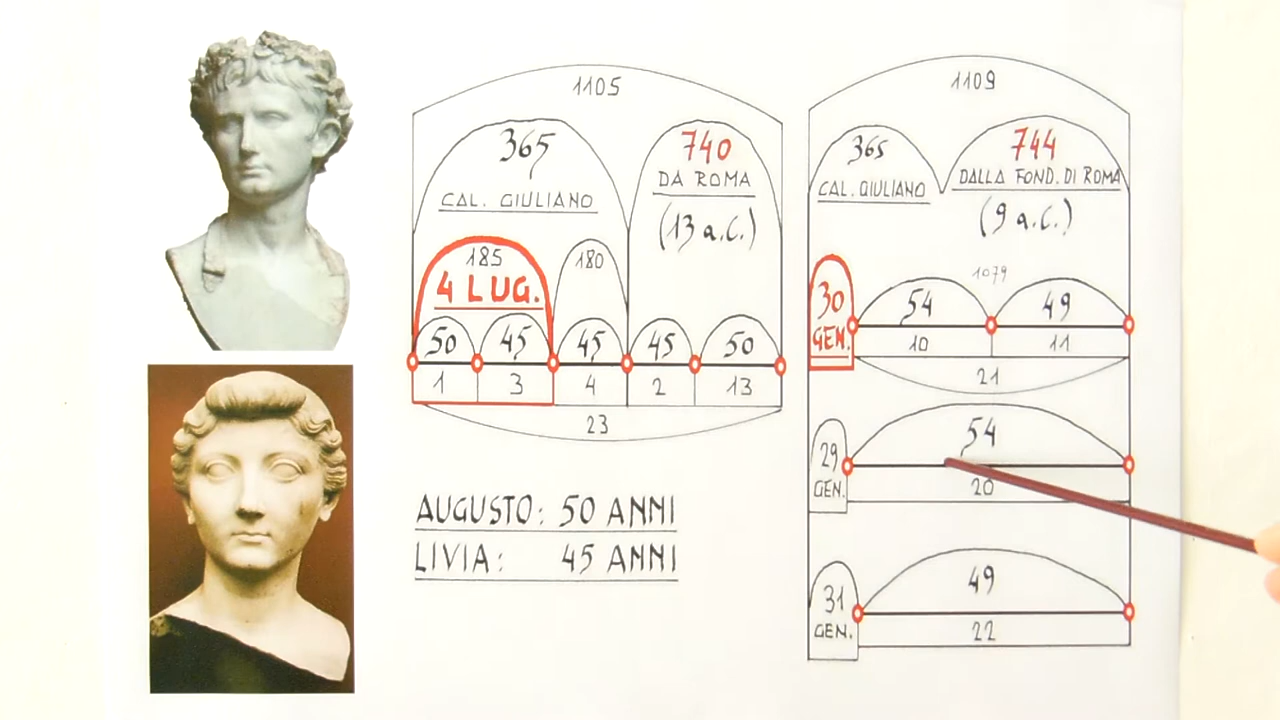 1105
365
CAL. GIULIANO
740
DA ROMA
(13 a.C.)
185
4 LUG.
180
50 45 45 45 50
1 3 4 2 13
23
AUGUSTO: 50 ANNI
LIVIA: 45 ANNI
1109
365
CAL. GIULIANO
744
DALLA FOND. DI ROMA
(9 a.C.)
1079
30
GEN.
54 49
10 11
21
29
GEN.
54
20
31
GEN.
49
22